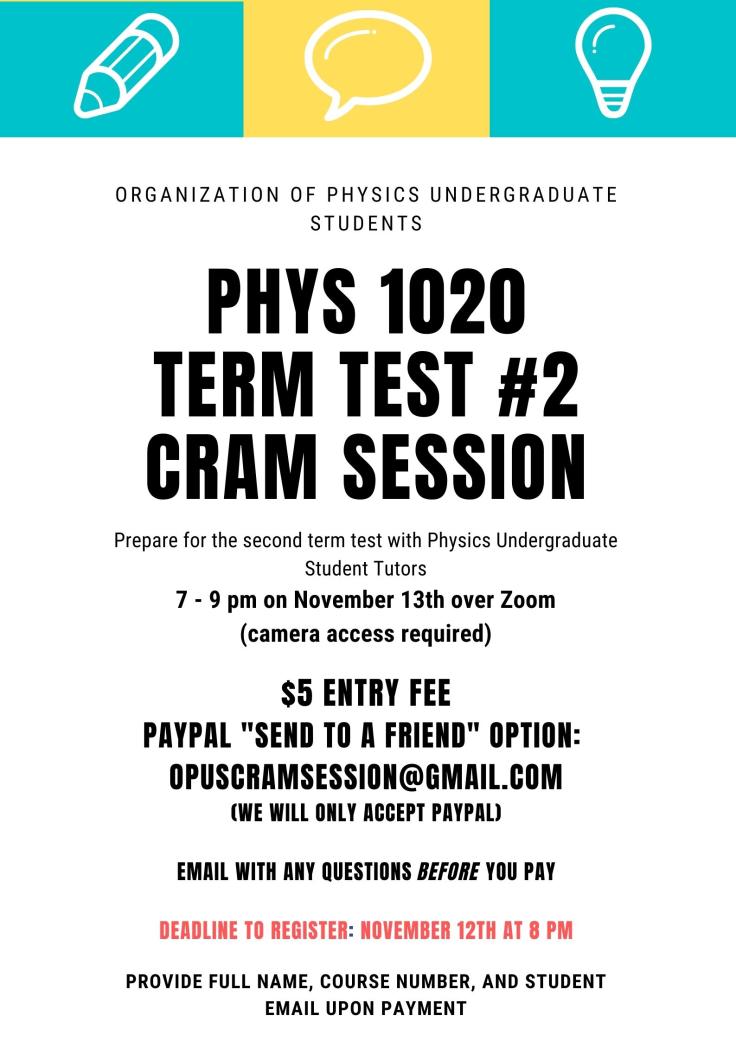 ORGANIZATION OF PHYSICS UNDERGRADUATE
STUDENTS
PHYS 1020
TERM TEST #2
CRAM SESSION
Prepare for the second term test with Physics Undergraduate
Student Tutors
7 - 9 pm on November 13th over Zoom
(camera access required)
$5 ENTRY FEE
PAYPAL "SEND TO A FRIEND" OPTION:
OPUSCRAMSESSION@GMAIL.COM
(WE WILL ONLY ACCEPT PAYPAL)
EMAIL WITH ANY QUESTIONS BEFORE YOU PAY
DEADLINE TO REGISTER: NOVEMBER 12TH AT 8 PM
PROVIDE FULL NAME, COURSE NUMBER, AND STUDENT
EMAIL UPON PAYMENT